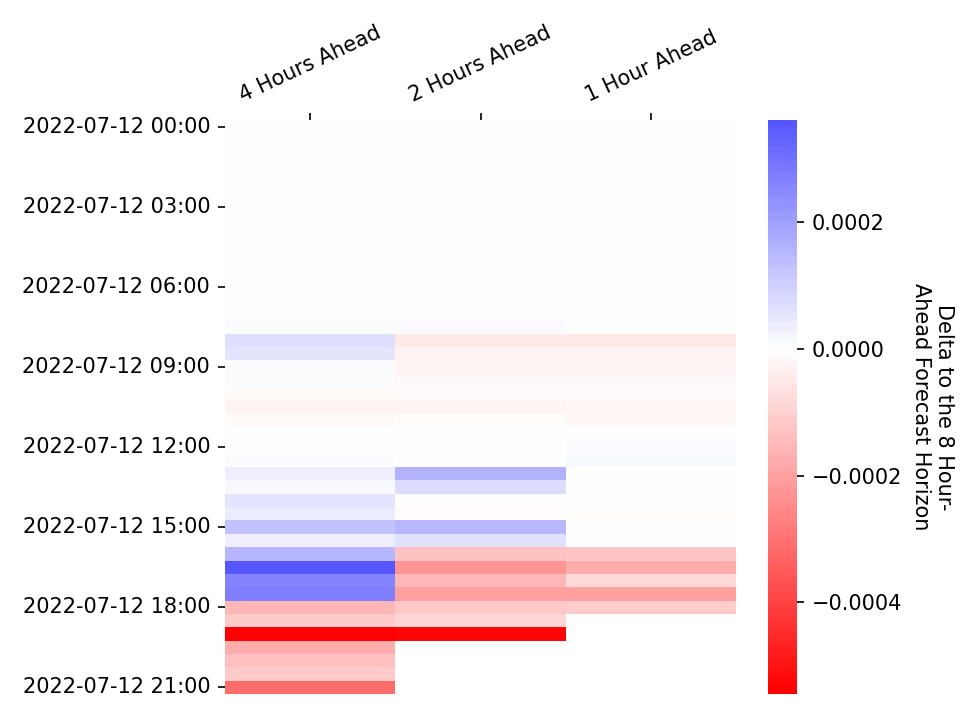 4 Hours Ahead
2 Hours Ahead
1 Hour Ahead
2022-07-12 00:00
2022-07-12 03:00
2022-07-12 06:00
2022-07-12 09:00
2022-07-12 12:00
2022-07-12 15:00
2022-07-12 18:00
2022-07-12 21:00
0.0002
0.0000
−0.0002
−0.0004
Delta to the 8 Hour-
Ahead Forecast Horizon